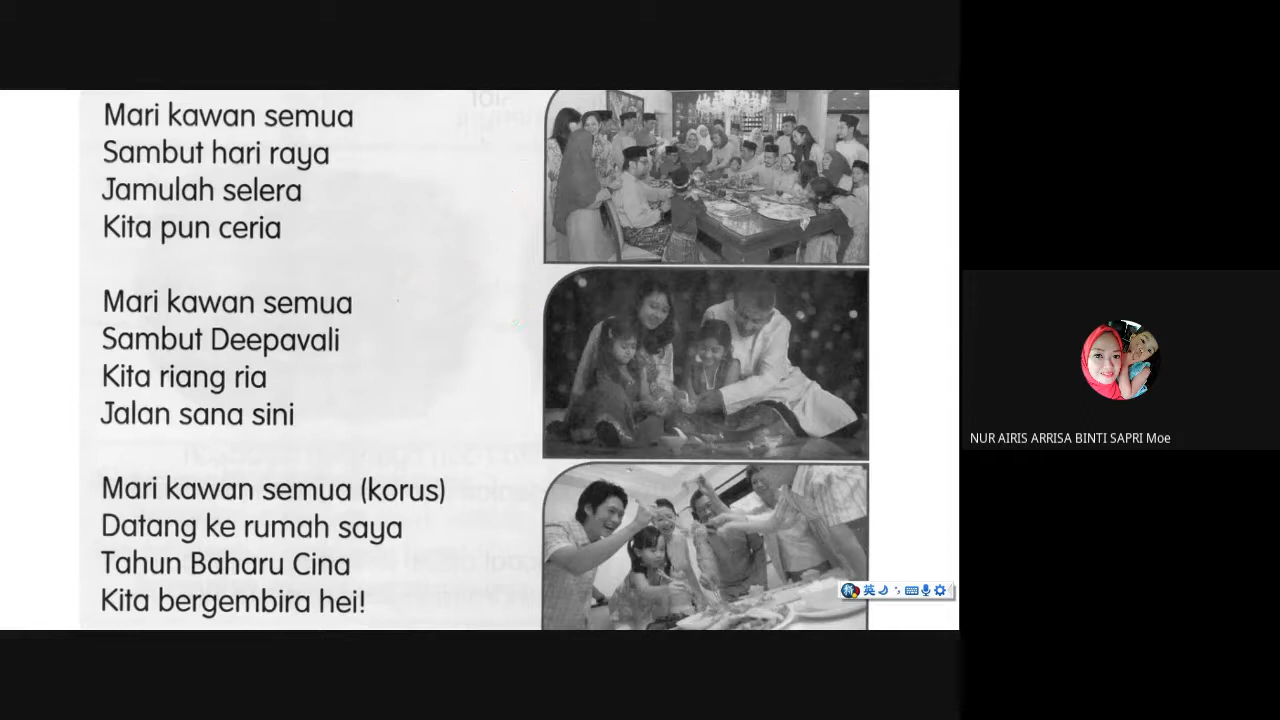 Mari kawan semua
Sambut hari raya
Jamulah selera
Kita pun ceria
Mari kawan semua
Sambut Deepavali
Kita riang ria
Jalan sana sini
Mari kawan semua (korus)
Datang ke rumah saya
Tahun Baharu Cina
Kita bergembira hei!
英
NUR AIRIS ARRISA BINTI SAPRI Moe